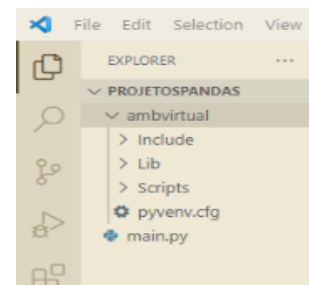 File Edit Selection View
EXPLORER ...
PROJETOSPANDAS
ambvirtual
Include
Lib
Scripts
pyvenv.cfg
main.py